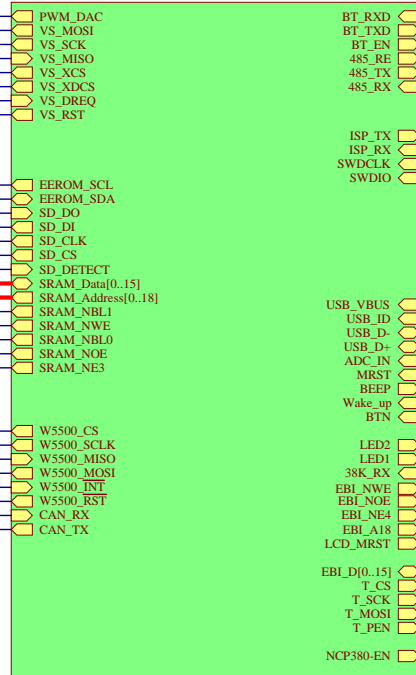 PWM_DAC
VS_MOSI
VS_SCK
VS_MISO
VS_XCS
VS_XDCS
VS_DREQ
VS_RST
EEROM_SCL
EEROM_SDA
SD_DO
SD_DI
SD_CLK
SD_CS
SD_DETECT
SRAM_Data[0..15]
SRAM_Address[0..18]
SRAM_NBL1
SRAM_NWE
SRAM_NBL0
SRAM_NOE
SRAM_NE3
W5500_CS
W5500_SCLK
W5500_MISO
W5500_MOSI
W5500_INT
W5500_RST
CAN_RX
CAN_TX
BT_RXD
BT_TXD
BT_EN
485_RE
485_TX
485_RX
ISP_TX
ISP_RX
SWDCLK
SWDIO
USB_VBUS
USB_ID
USB_D-
USB_D+
ADC_IN
MRST
BEEP
Wake_up
BTN
LED2
LED1
38K_RX
EBI_NWE
EBI_NOE
EBI_NE4
EBI_A18
LCD_MRST
EBI_D[0..15]
T_CS
T_SCK
T_MOSI
T_PEN
NCP380-EN